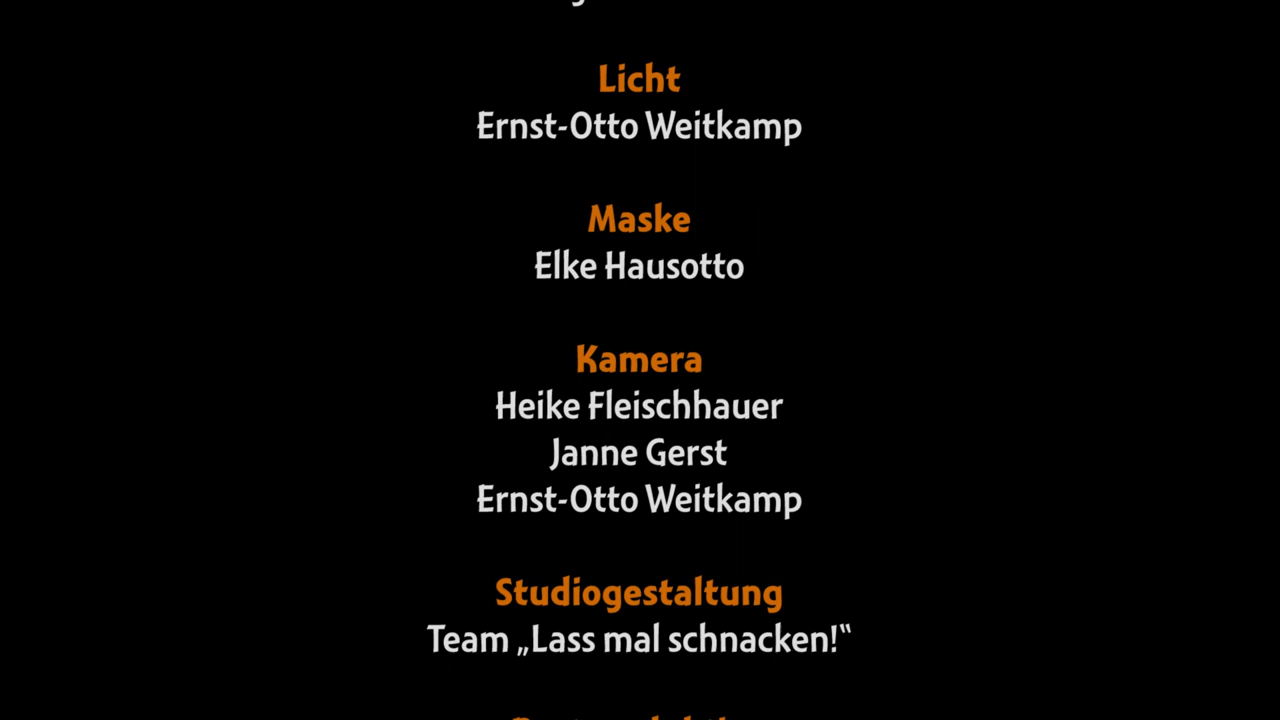 Licht
Ernst-Otto Weitkamp
Maske
Elke Hausotto
Kamera
Heike Fleischhauer
Janne Gerst
Ernst-Otto Weitkamp
Studiogestaltung
Team „Lass mal schnacken!“